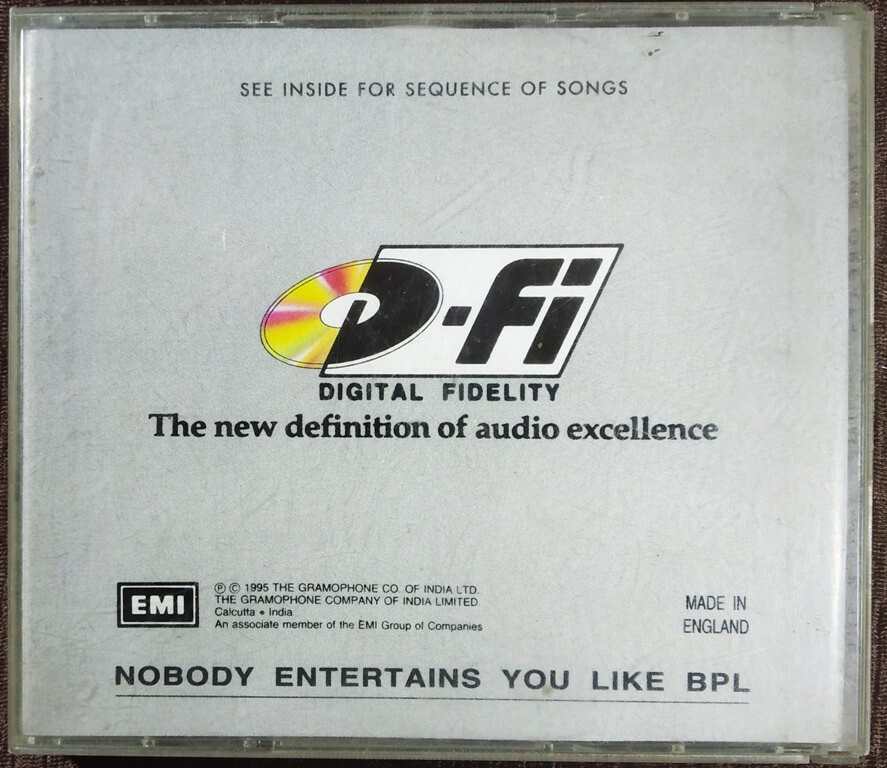 SEE INSIDE FOR SEQUENCE OF SONGS
D-Fi
DIGITAL FIDELITY
The new definition of audio excellence
EMI
℗ © 1995 THE GRAMOPHONE CO. OF INDIA LTD.
THE GRAMOPHONE COMPANY OF INDIA LIMITED
Calcutta • India
An associate member of the EMI Group of Companies
MADE IN
ENGLAND
NOBODY ENTERTAINS YOU LIKE BPL